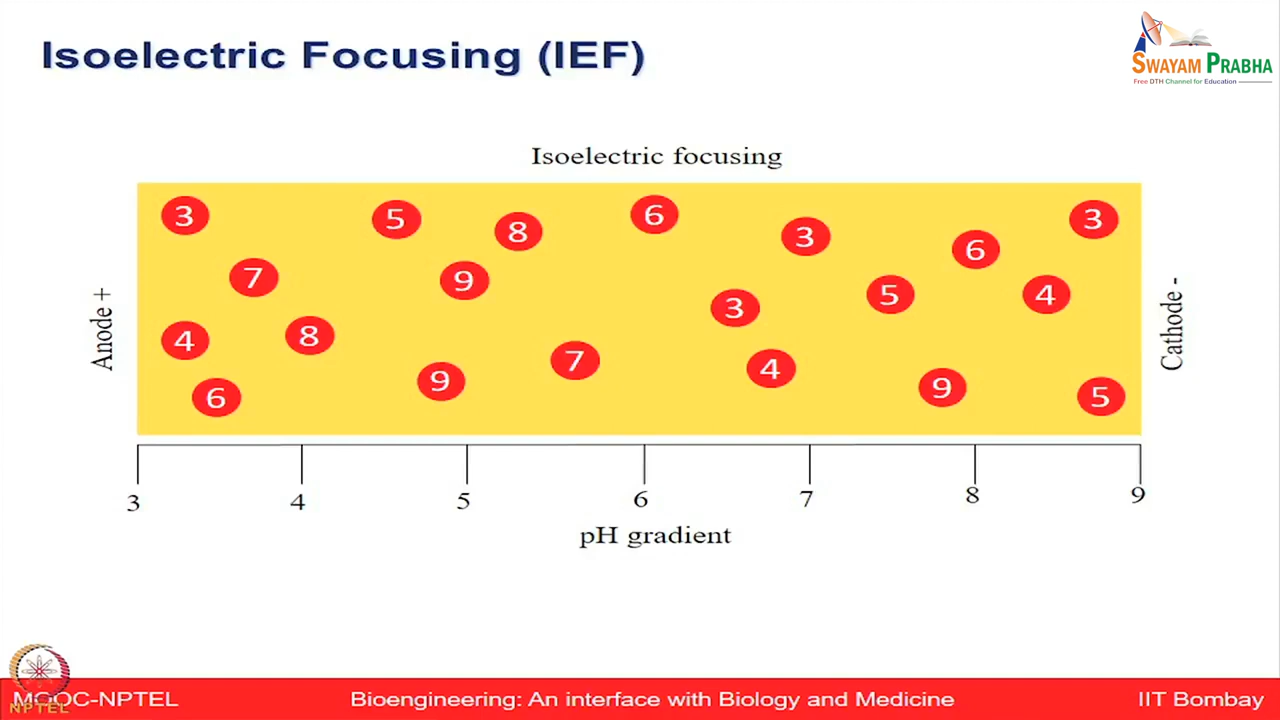 Isoelectric Focusing (IEF)
SWAYAM PRABHA
Free DTH Channel for Education
Isoelectric focusing
3 5 8 6 3 6 3
7 9 3 5 4
4 8 7 4
6 9 9 5
Anode +
Cathode -
3 4 5 6 7 8 9
pH gradient
MOOC-NPTEL
NPTEL
Bioengineering: An interface with Biology and Medicine
IIT Bombay